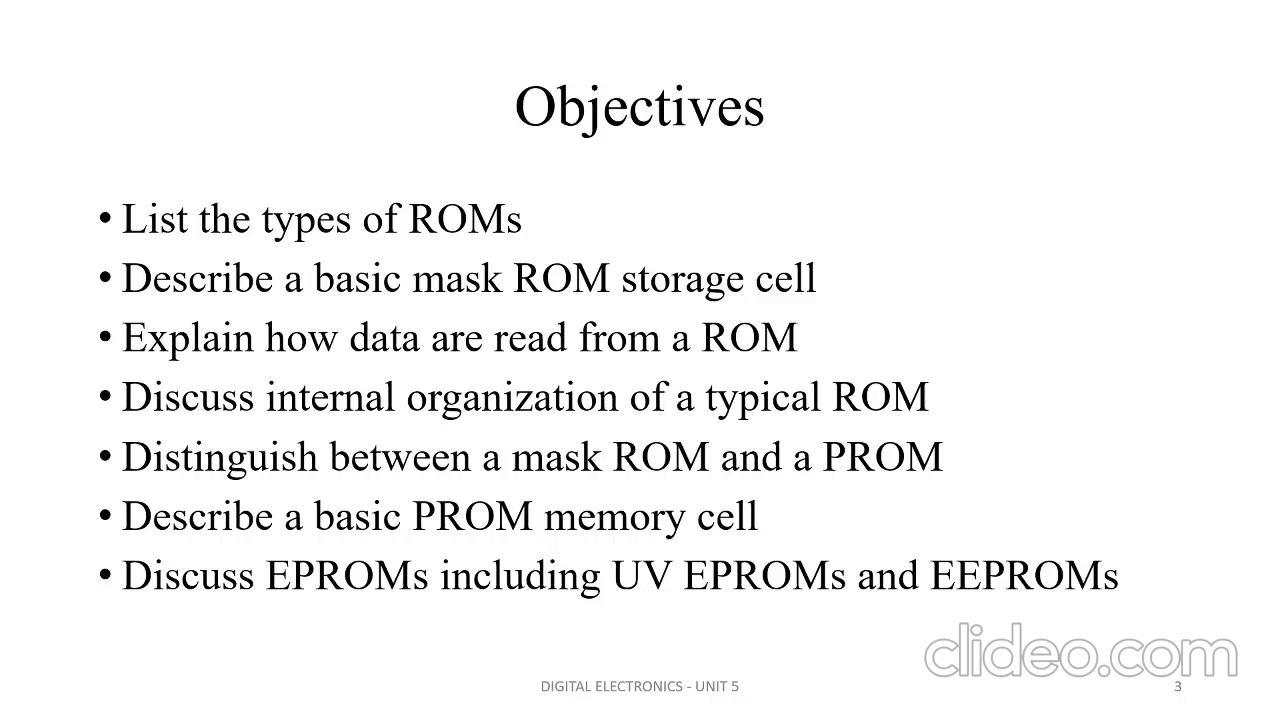 Objectives
• List the types of ROMs
• Describe a basic mask ROM storage cell
• Explain how data are read from a ROM
• Discuss internal organization of a typical ROM
• Distinguish between a mask ROM and a PROM
• Describe a basic PROM memory cell
• Discuss EPROMs including UV EPROMs and EEPROMs
clideo.com
DIGITAL ELECTRONICS - UNIT 5
3